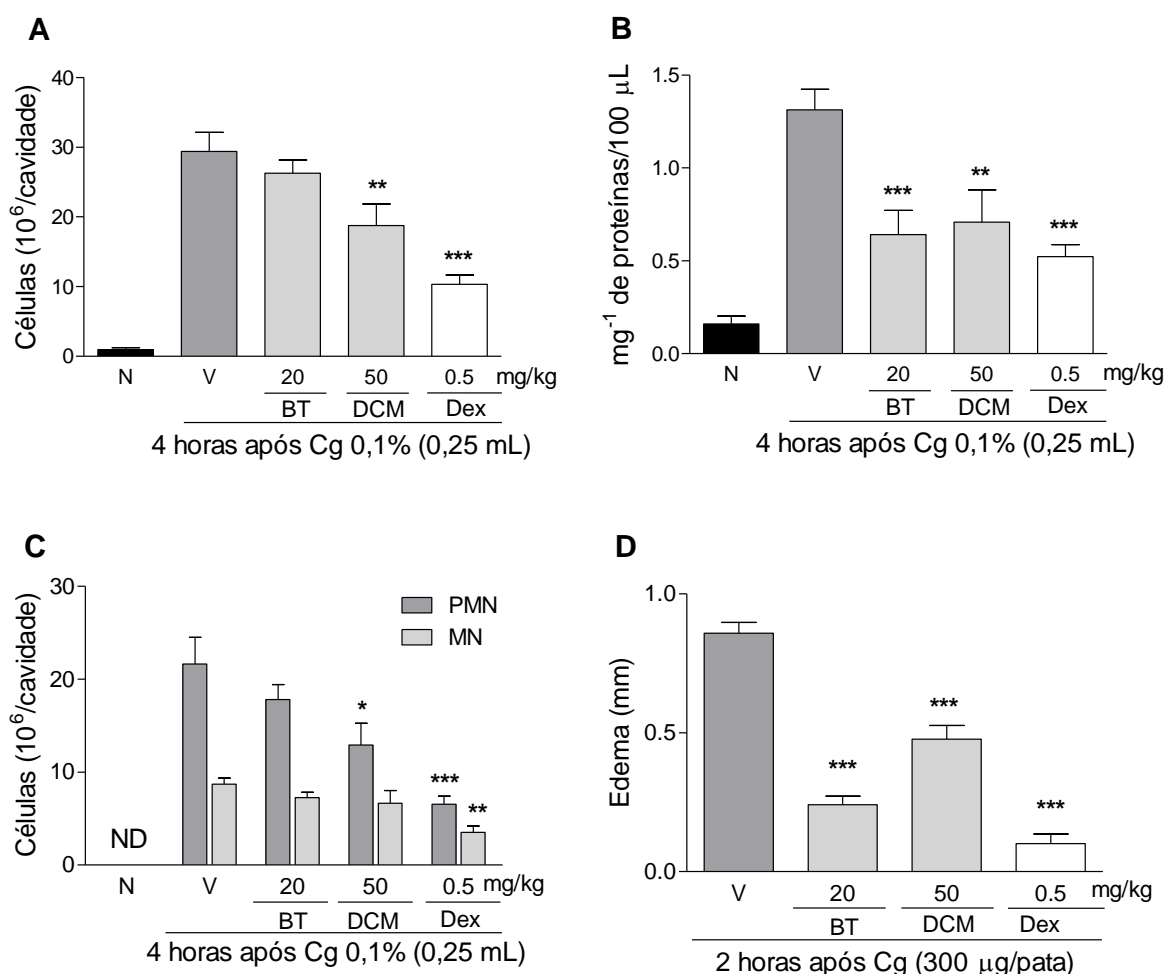 A
Células (10⁶/cavidade)
40
30
20
10
0
**
***
N V 20 50 0.5 mg/kg
BT DCM Dex
4 horas após Cg 0,1% (0,25 mL)
B
mg⁻¹ de proteínas/100 µL
1.5
1.0
0.5
0.0
***
**
***
N V 20 50 0.5 mg/kg
BT DCM Dex
4 horas após Cg 0,1% (0,25 mL)
C
Células (10⁶/cavidade)
30
20
10
0
PMN
MN
*
***
**
ND
N V 20 50 0.5 mg/kg
BT DCM Dex
4 horas após Cg 0,1% (0,25 mL)
D
Edema (mm)
1.0
0.5
0.0
***
***
***
V 20 50 0.5 mg/kg
BT DCM Dex
2 horas após Cg (300 µg/pata)